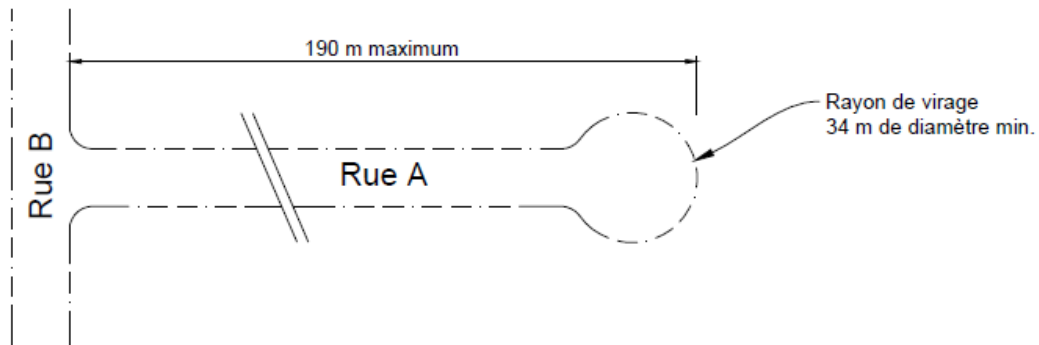 190 m maximum
Rayon de virage
34 m de diamètre min.
Rue B
Rue A